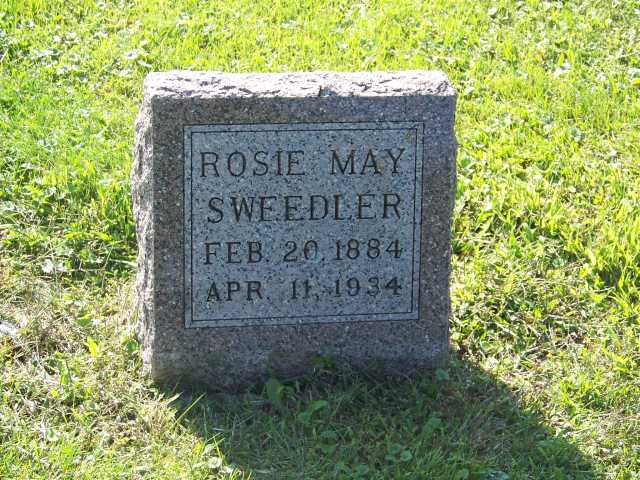 ROSIE MAY
SWEEDLER
FEB. 20, 1884
APR. 11, 1934